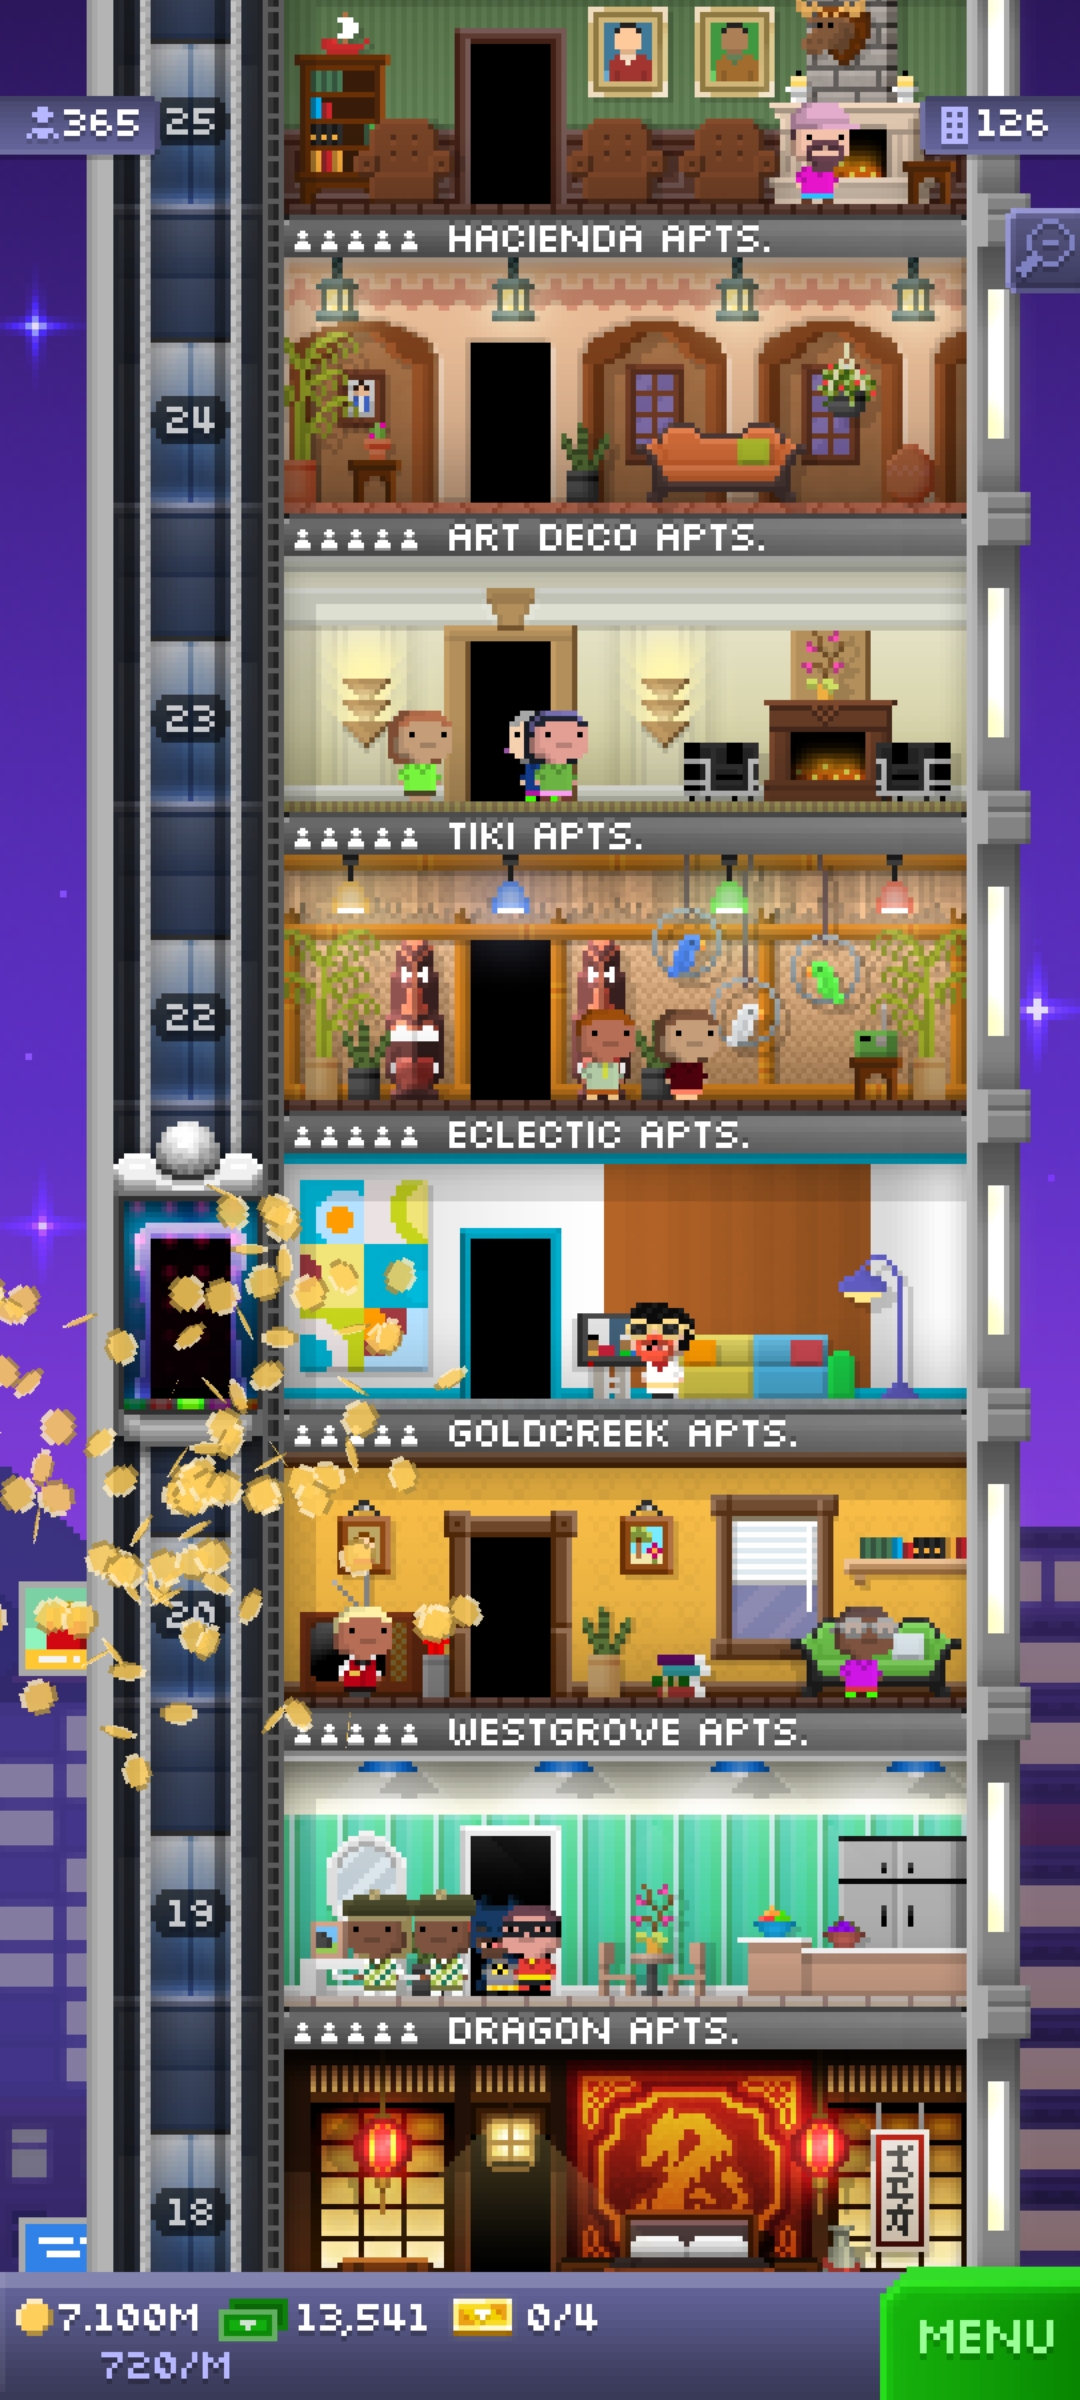 365
25
126
HACIENDA APTS.
24
ART DECO APTS.
23
TIKI APTS.
22
ECLECTIC APTS.
GOLDCREEK APTS.
20
WESTGROVE APTS.
19
DRAGON APTS.
18
7.100M
13,541
0/4
720/M
MENU